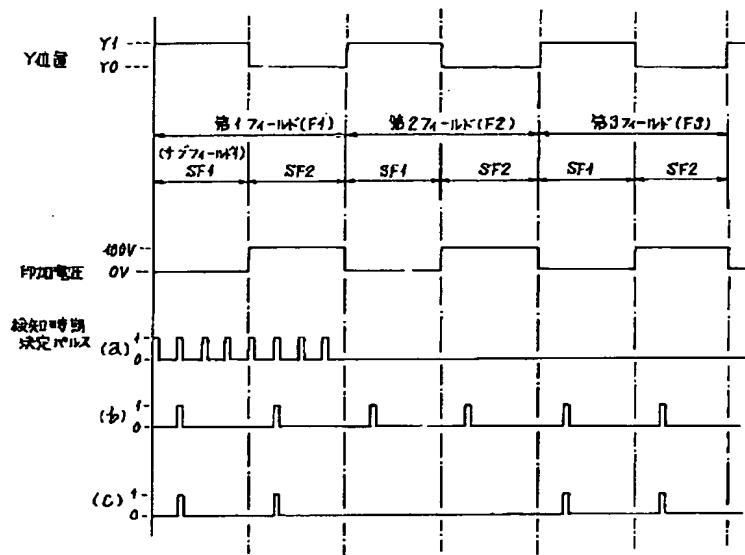 Y1
Y位置
Y0
第1フィールド(F1)
第2フィールド(F2)
第3フィールド(F3)
(サブフィールド)
SF1
SF2
SF1
SF2
SF1
SF2
100V
印加電圧
0V
検知時期
決定パルス
(a)
1
0
(b)
1
0
(c)
1
0